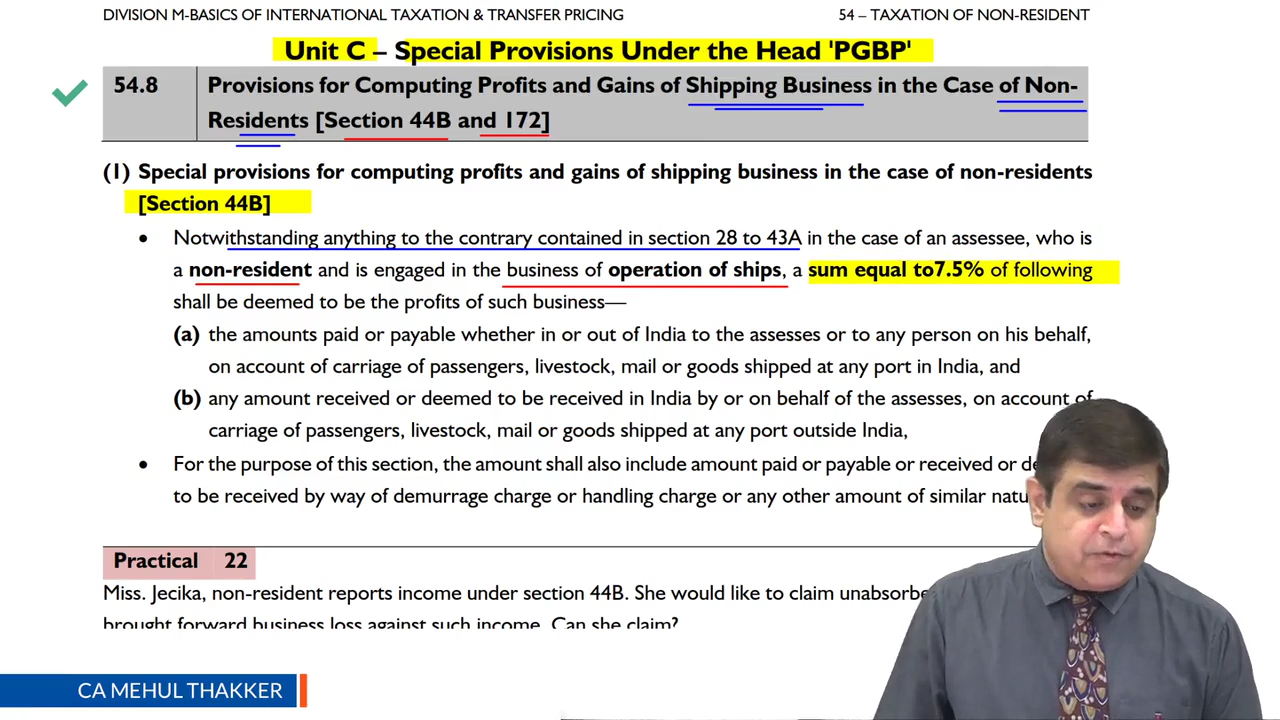 DIVISION M-BASICS OF INTERNATIONAL TAXATION & TRANSFER PRICING 54 – TAXATION OF NON-RESIDENT
Unit C – Special Provisions Under the Head 'PGBP'
54.8 Provisions for Computing Profits and Gains of Shipping Business in the Case of Non-
Residents [Section 44B and 172]
(1) Special provisions for computing profits and gains of shipping business in the case of non-residents
[Section 44B]
• Notwithstanding anything to the contrary contained in section 28 to 43A in the case of an assessee, who is
a non-resident and is engaged in the business of operation of ships, a sum equal to7.5% of following
shall be deemed to be the profits of such business—
(a) the amounts paid or payable whether in or out of India to the assesses or to any person on his behalf,
on account of carriage of passengers, livestock, mail or goods shipped at any port in India, and
(b) any amount received or deemed to be received in India by or on behalf of the assesses, on account of
carriage of passengers, livestock, mail or goods shipped at any port outside India,
• For the purpose of this section, the amount shall also include amount paid or payable or received or
to be received by way of demurrage charge or handling charge or any other amount of similar
Practical 22
Miss. Jecika, non-resident reports income under section 44B. She would like to claim
brought forward business loss against such income. Can she claim?
CA MEHUL THAKKER